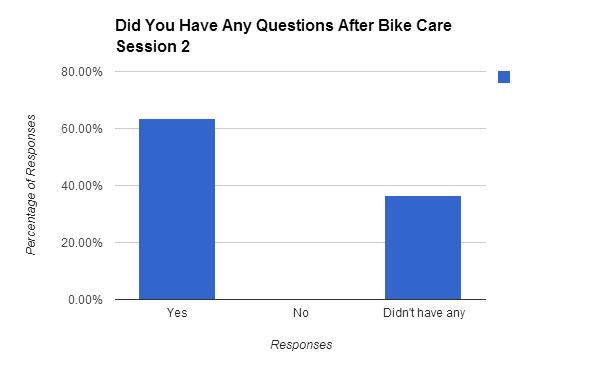 Did You Have Any Questions After Bike Care
Session 2
80.00%
60.00%
40.00%
20.00%
0.00%
Percentage of Responses
Yes
No
Didn't have any
Responses